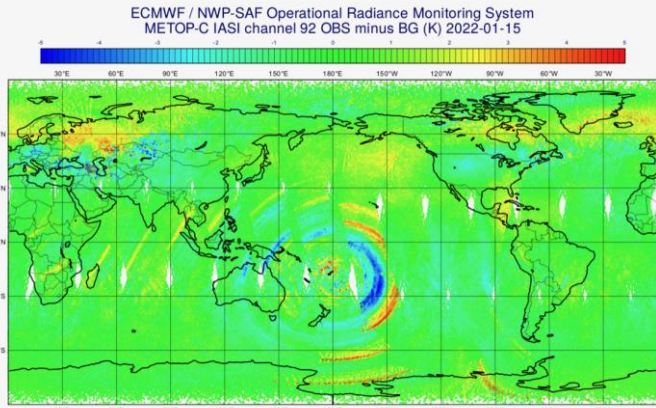 ECMWF / NWP-SAF Operational Radiance Monitoring System
METOP-C IASI channel 92 OBS minus BG (K) 2022-01-15
-5 -4 -3 -2 -1 1 2 3 4 5
30°E 60°E 90°E 120°E 150°E 180°E 150°W 120°W 90°W 60°W 30°W
N
N
N
S
S